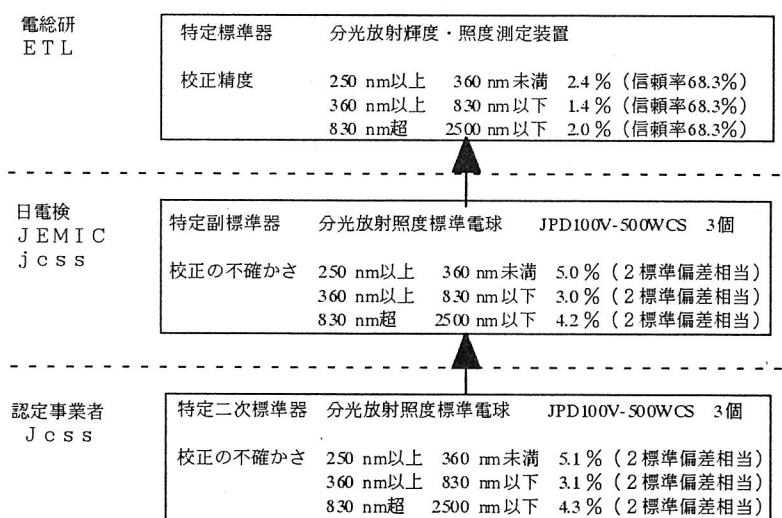 電総研
ETL
特定標準器 分光放射輝度・照度測定装置
校正精度 250 nm以上 360 nm未満 2.4%(信頼率68.3%)
360 nm以上 830 nm以下 1.4%(信頼率68.3%)
830 nm超 2500 nm以下 2.0%(信頼率68.3%)
日電検
JEMIC
jcss
特定副標準器 分光放射照度標準電球 JPD100V-500WCS 3個
校正の不確かさ 250 nm以上 360 nm未満 5.0%(2標準偏差相当)
360 nm以上 830 nm以下 3.0%(2標準偏差相当)
830 nm超 2500 nm以下 4.2%(2標準偏差相当)
認定事業者
Jcss
特定二次標準器 分光放射照度標準電球 JPD100V-500WCS 3個
校正の不確かさ 250 nm以上 360 nm未満 5.1%(2標準偏差相当)
360 nm以上 830 nm以下 3.1%(2標準偏差相当)
830 nm超 2500 nm以下 4.3%(2標準偏差相当)